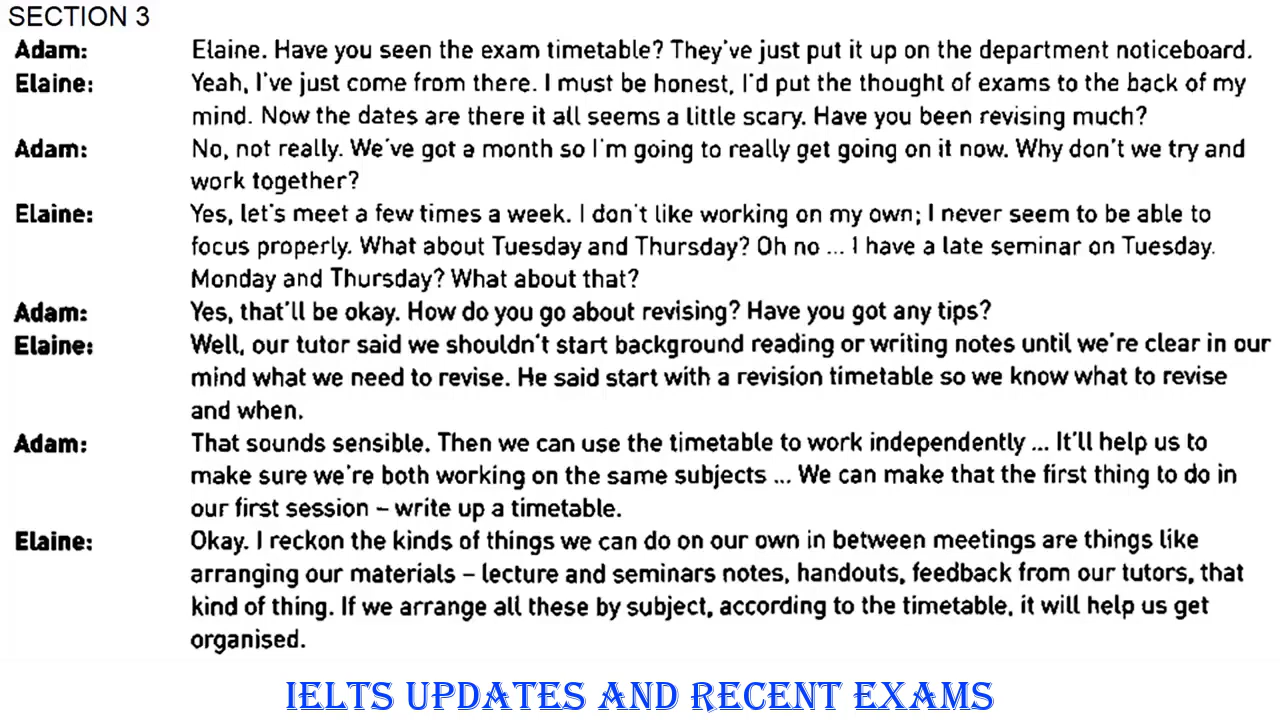 SECTION 3
Adam: Elaine. Have you seen the exam timetable? They've just put it up on the department noticeboard.
Elaine: Yeah, I've just come from there. I must be honest, I'd put the thought of exams to the back of my
mind. Now the dates are there it all seems a little scary. Have you been revising much?
Adam: No, not really. We've got a month so I'm going to really get going on it now. Why don't we try and
work together?
Elaine: Yes, let's meet a few times a week. I don't like working on my own; I never seem to be able to
focus properly. What about Tuesday and Thursday? Oh no ... I have a late seminar on Tuesday.
Monday and Thursday? What about that?
Adam: Yes, that'll be okay. How do you go about revising? Have you got any tips?
Elaine: Well, our tutor said we shouldn't start background reading or writing notes until we're clear in our
mind what we need to revise. He said start with a revision timetable so we know what to revise
and when.
Adam: That sounds sensible. Then we can use the timetable to work independently ... It'll help us to
make sure we're both working on the same subjects ... We can make that the first thing to do in
our first session – write up a timetable.
Elaine: Okay. I reckon the kinds of things we can do on our own in between meetings are things like
arranging our materials – lecture and seminars notes, handouts, feedback from our tutors, that
kind of thing. If we arrange all these by subject, according to the timetable, it will help us get
organised.
IELTS UPDATES AND RECENT EXAMS